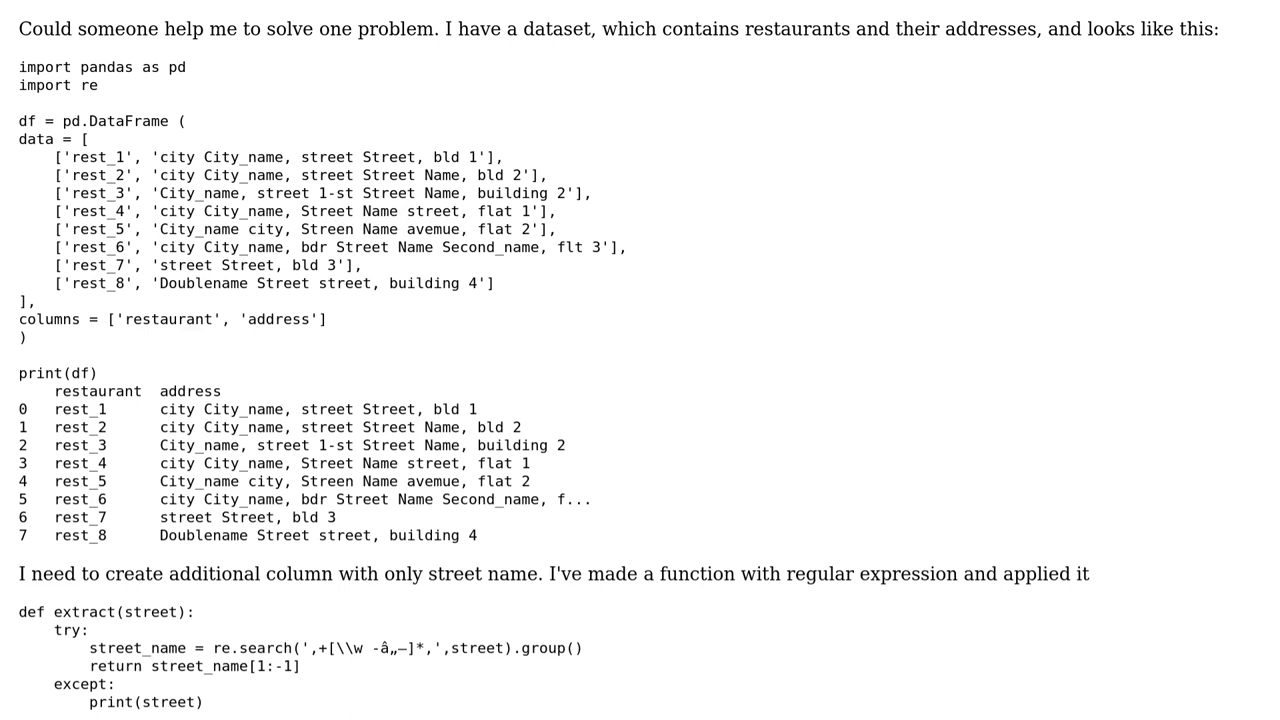 Could someone help me to solve one problem. I have a dataset, which contains restaurants and their addresses, and looks like this:
import pandas as pd
import re
df = pd.DataFrame (
data = [
    ['rest_1', 'city City_name, street Street, bld 1'],
    ['rest_2', 'city City_name, street Street Name, bld 2'],
    ['rest_3', 'City_name, street 1-st Street Name, building 2'],
    ['rest_4', 'city City_name, Street Name street, flat 1'],
    ['rest_5', 'City_name city, Streen Name avemue, flat 2'],
    ['rest_6', 'city City_name, bdr Street Name Second_name, flt 3'],
    ['rest_7', 'street Street, bld 3'],
    ['rest_8', 'Doublename Street street, building 4']
],
columns = ['restaurant', 'address']
)
print(df)
    restaurant  address
0   rest_1      city City_name, street Street, bld 1
1   rest_2      city City_name, street Street Name, bld 2
2   rest_3      City_name, street 1-st Street Name, building 2
3   rest_4      city City_name, Street Name street, flat 1
4   rest_5      City_name city, Streen Name avemue, flat 2
5   rest_6      city City_name, bdr Street Name Second_name, f...
6   rest_7      street Street, bld 3
7   rest_8      Doublename Street street, building 4
I need to create additional column with only street name. I've made a function with regular expression and applied it
def extract(street):
    try:
        street_name = re.search(',+[\\w -â„–]*,',street).group()
        return street_name[1:-1]
    except:
        print(street)